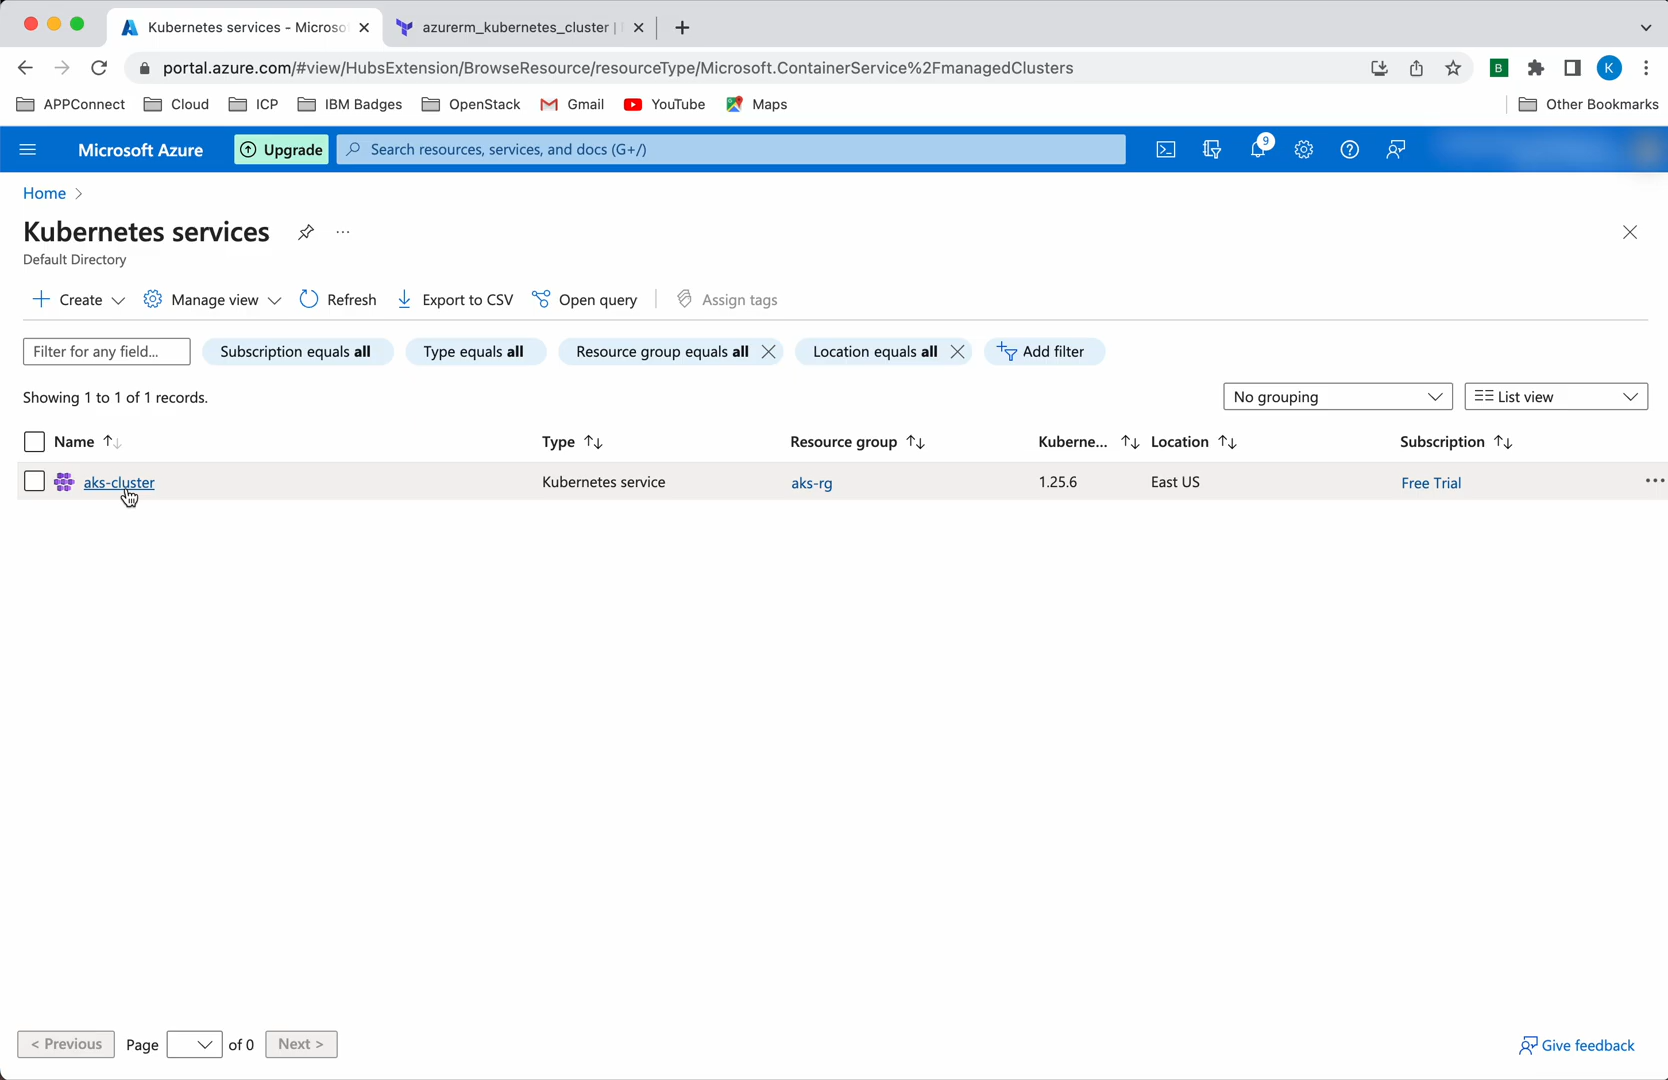 Kubernetes services - Microso
azurerm_kubernetes_cluster |
portal.azure.com/#view/HubsExtension/BrowseResource/resourceType/Microsoft.ContainerService%2FmanagedClusters
B
K
APPConnect Cloud ICP IBM Badges OpenStack Gmail YouTube Maps Other Bookmarks
Microsoft Azure Upgrade Search resources, services, and docs (G+/) 9
Home >
Kubernetes services ...
Default Directory
Create Manage view Refresh Export to CSV Open query Assign tags
Filter for any field... Subscription equals all Type equals all Resource group equals all Location equals all Add filter
Showing 1 to 1 of 1 records. No grouping List view
Name Type Resource group Kuberne... Location Subscription
aks-cluster Kubernetes service aks-rg 1.25.6 East US Free Trial ...
< Previous Page of 0 Next > Give feedback